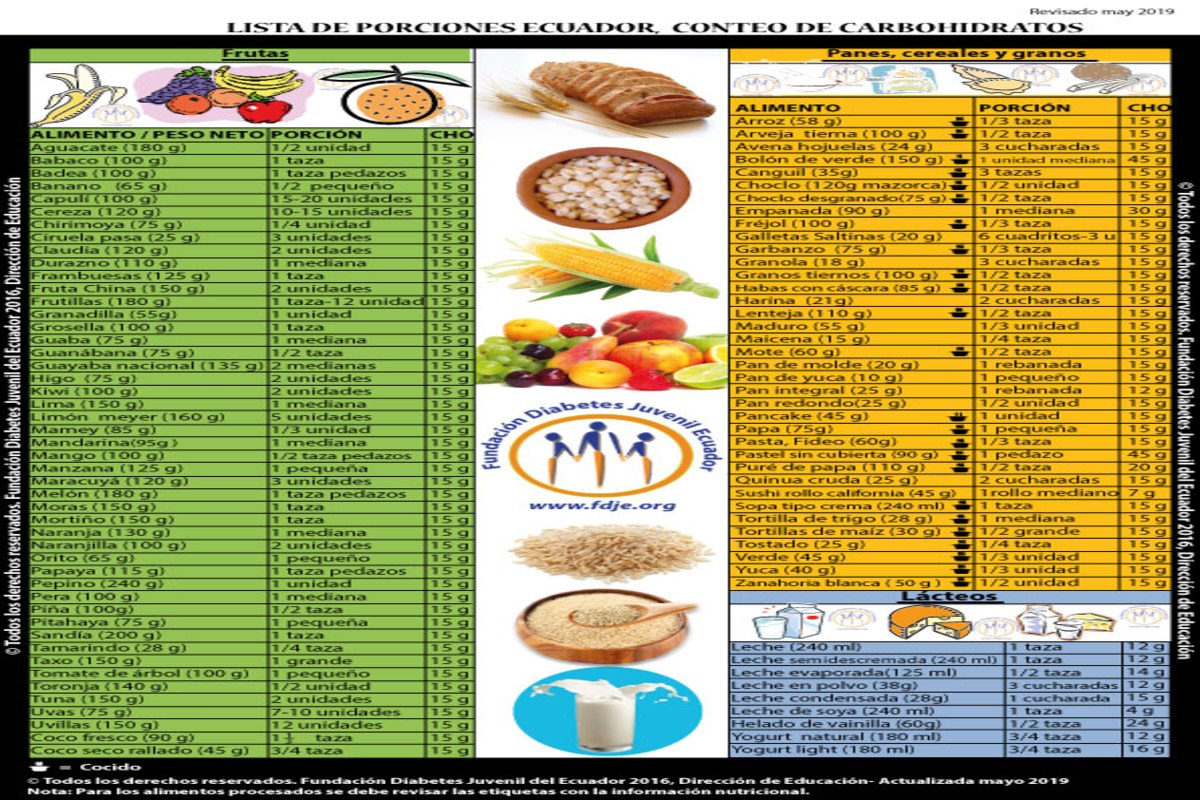 Revisado may 2019
LISTA DE PORCIONES ECUADOR, CONTEO DE CARBOHIDRATOS
Frutas
ALIMENTO / PESO NETO PORCIÓN CHO
Aguacate (180 g) 1/2 unidad 15 g
Babaco (100 g) 1 taza 15 g
Badea (100 g) 1 taza pedazos 15 g
Banano (65 g) 1/2 pequeño 15 g
Capulí (100 g) 15-20 unidades 15 g
Cereza (120 g) 10-15 unidades 15 g
Chirimoya (75 g) 1/4 unidad 15 g
Ciruela pasa (25 g) 3 unidades 15 g
Claudia (120 g) 2 unidades 15 g
Durazno (110 g) 1 mediana 15 g
Frambuesas (125 g) 1 taza 15 g
Fruta China (150 g) 2 unidades 15 g
Frutillas (180 g) 1 taza-12 unidad 15 g
Granadilla (55g) 1 unidad 15 g
Grosella (100 g) 1 taza 15 g
Guaba (75 g) 1 mediana 15 g
Guanábana (75 g) 1/2 taza 15 g
Guayaba nacional (135 g) 2 medianas 15 g
Higo (75 g) 2 unidades 15 g
Kiwi (100 g) 2 unidades 15 g
Lima (150 g) 1 mediana 15 g
Limón meyer (160 g) 5 unidades 15 g
Mamey (85 g) 1/3 unidad 15 g
Mandarina(95g ) 1 mediana 15 g
Mango (100 g) 1/2 taza pedazos 15 g
Manzana (125 g) 1 pequeña 15 g
Maracuyá (120 g) 3 unidades 15 g
Melón (180 g) 1 taza pedazos 15 g
Moras (150 g) 1 taza 15 g
Mortiño (150 g) 1 taza 15 g
Naranja (130 g) 1 mediana 15 g
Naranjilla (100 g) 2 unidades 15 g
Orito (65 g) 1 pequeño 15 g
Papaya (115 g) 1 taza pedazos 15 g
Pepino (240 g) 1 unidad 15 g
Pera (100 g) 1 mediana 15 g
Piña (100g) 1/2 taza 15 g
Pitahaya (75 g) 1 pequeña 15 g
Sandía (200 g) 1 taza 15 g
Tamarindo (28 g) 1/4 taza 15 g
Taxo (150 g) 1 grande 15 g
Tomate de árbol (100 g) 1 pequeño 15 g
Toronja (140 g) 1/2 unidad 15 g
Tuna (150 g) 2 unidades 15 g
Uvas (75 g) 7-10 unidades 15 g
Uvillas (150 g) 12 unidades 15 g
Coco fresco (90 g) 1 ½ taza 15 g
Coco seco rallado (45 g) 3/4 taza 15 g
Fundación Diabetes Juvenil Ecuador
www.fdje.org
Panes, cereales y granos
ALIMENTO PORCIÓN CHO
Arroz (58 g) 1/3 taza 15 g
Arveja tierna (100 g) 1/2 taza 15 g
Avena hojuelas (24 g) 3 cucharadas 15 g
Bolón de verde (150 g) 1 unidad mediana 45 g
Canguil (35g) 3 tazas 15 g
Choclo (120g mazorca) 1/2 unidad 15 g
Choclo desgranado(75 g) 1/2 taza 15 g
Empanada (90 g) 1 mediana 30 g
Fréjol (100 g) 1/3 taza 15 g
Galletas Saltinas (20 g) 6 cuadritos-3 u 15 g
Garbanzo (75 g) 1/3 taza 15 g
Granola (18 g) 3 cucharadas 15 g
Granos tiernos (100 g) 1/2 taza 15 g
Habas con cáscara (85 g) 1/2 taza 15 g
Harina (21g) 2 cucharadas 15 g
Lenteja (110 g) 1/2 taza 15 g
Maduro (55 g) 1/3 unidad 15 g
Maicena (15 g) 1/4 taza 15 g
Mote (60 g) 1/2 taza 15 g
Pan de molde (20 g) 1 rebanada 15 g
Pan de yuca (10 g) 1 pequeño 15 g
Pan integral (25 g) 1 rebanada 12 g
Pan redondo(25 g) 1/2 unidad 15 g
Pancake (45 g) 1 unidad 15 g
Papa (75g) 1 pequeña 15 g
Pasta, Fideo (60g) 1/3 taza 15 g
Pastel sin cubierta (90 g) 1 pedazo 45 g
Puré de papa (110 g) 1/2 taza 20 g
Quinua cruda (25 g) 2 cucharadas 15 g
Sushi rollo california (45 g) 1rollo mediano 7 g
Sopa tipo crema (240 ml) 1 taza 15 g
Tortilla de trigo (28 g) 1 mediana 15 g
Tortillas de maíz (30 g) 1/2 grande 15 g
Tostado (25 g) 1/4 taza 15 g
Verde (45 g) 1/3 unidad 15 g
Yuca (40 g) 1/3 unidad 15 g
Zanahoria blanca ( 50 g ) 1/2 unidad 15 g
Lácteos
Leche (240 ml) 1 taza 12 g
Leche semidescremada (240 ml) 1 taza 12 g
Leche evaporada(125 ml) 1/2 taza 14 g
Leche en polvo (38g) 3 cucharadas 12 g
Leche condensada (28g) 1 cucharada 15 g
Leche de soya (240 ml) 1 taza 4 g
Helado de vainilla (60g) 1/2 taza 24 g
Yogurt natural (180 ml) 3/4 taza 12 g
Yogurt light (180 ml) 3/4 taza 16 g
©Todos los derechos reservados. Fundación Diabetes Juvenil del Ecuador 2016, Dirección de Educación
©Todos los derechos reservados. Fundación Diabetes Juvenil del Ecuador 2016, Dirección de Educación
= Cocido
© Todos los derechos reservados. Fundación Diabetes Juvenil del Ecuador 2016, Dirección de Educación- Actualizada mayo 2019
Nota: Para los alimentos procesados se debe revisar las etiquetas con la información nutricional.